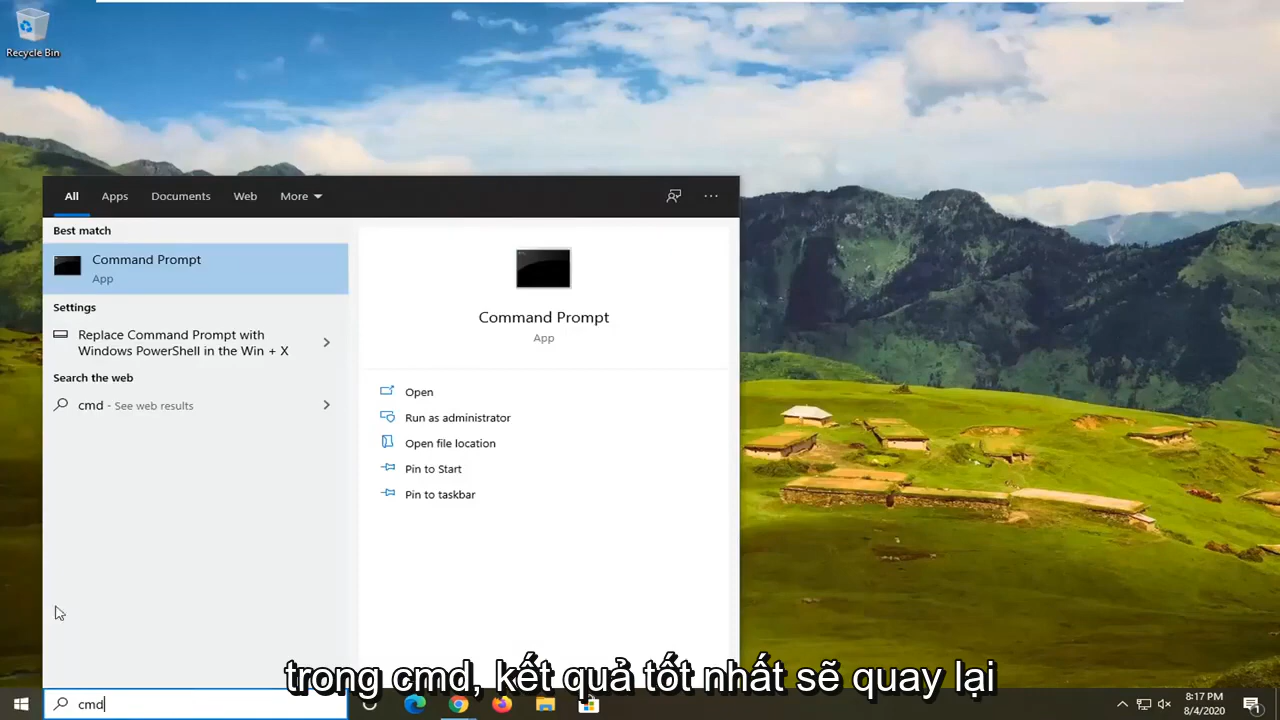 Recycle Bin
All Apps Documents Web More
Best match
Command Prompt
App
Settings
Replace Command Prompt with
Windows PowerShell in the Win + X
Search the web
cmd - See web results
Command Prompt
App
Open
Run as administrator
Open file location
Pin to Start
Pin to taskbar
trong cmd, kết quả tốt nhất sẽ quay lại
cmd
8:17 PM
8/4/2020
1